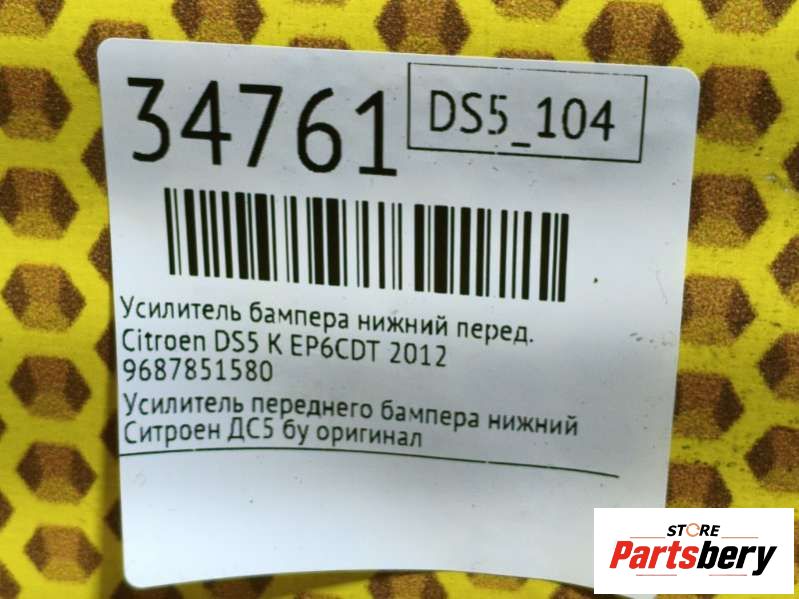 34761
DS5_104
Усилитель бампера нижний перед.
Citroen DS5 K EP6CDT 2012
9687851580
Усилитель переднего бампера нижний
Ситроен ДС5 бу оригинал
STORE
Partsbery